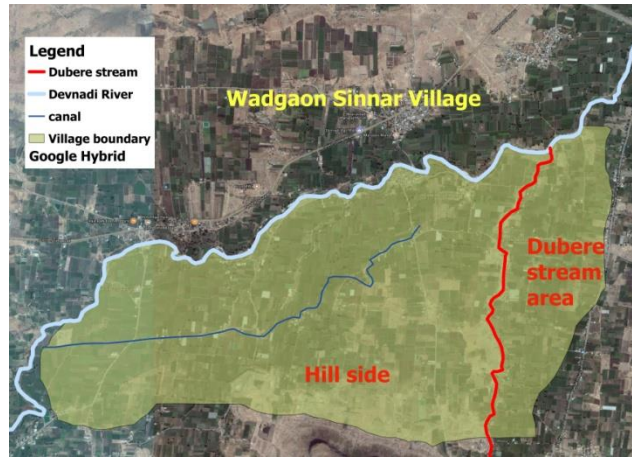 Legend
Dubere stream
Devnadi River
canal
Village boundary
Google Hybrid
Wadgaon Sinnar Village
Dubere
stream
area
Hill side